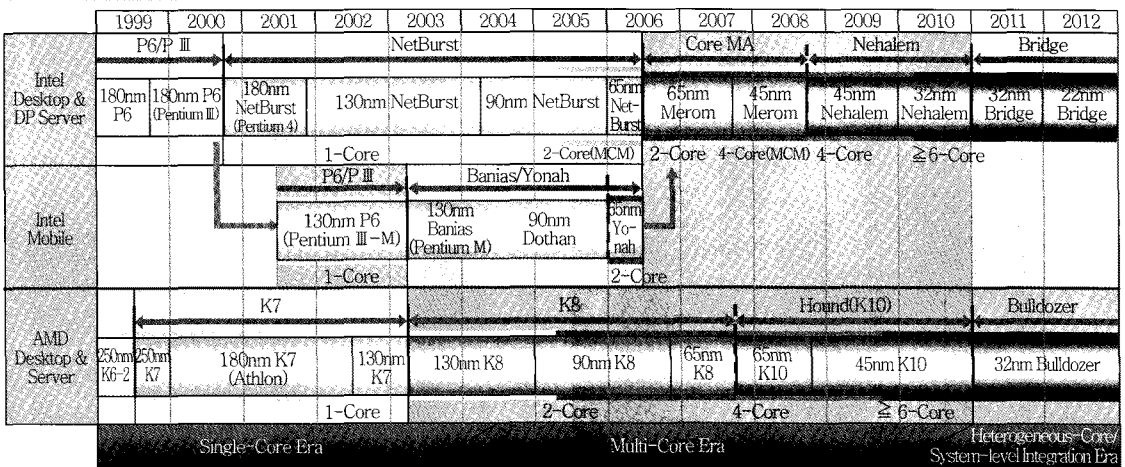 1999 2000 2001 2002 2003 2004 2005 2006 2007 2008 2009 2010 2011 2012
P6/P Ⅲ NetBurst Core MA Nehalem Bridge
Intel
Desktop &
DP Server
180nm
P6
180nm P6
(Pentium Ⅲ)
180nm
NetBurst
(Pentium 4)
130nm NetBurst
90nm NetBurst
65nm
Net-
Burst
65nm
Merom
45nm
Merom
45nm
Nehalem
32nm
Nehalem
32nm
Bridge
22nm
Bridge
1-Core 2-Core(MCM) 2-Core 4-Core(MCM) 4-Core ≧6-Core
P6/P Ⅲ Banias/Yonah
Intel
Mobile
130nm P6
(Pentium Ⅲ-M)
130nm
Banias
(Pentium M)
90nm
Dothan
65nm
Yo-
nah
1-Core 2-Core
K7 K8 Hound(K10) Bulldozer
AMD
Desktop &
Server
250nm
K6-2
250nm
K7
180nm K7
(Athlon)
130nm
K7
130nm K8
90nm K8
65nm
K8
65nm
K10
45nm K10
32nm Bulldozer
1-Core 2-Core 4-Core ≧ 6-Core
Single-Core Era Multi-Core Era Heterogeneous-Core/
System-level Integration Era